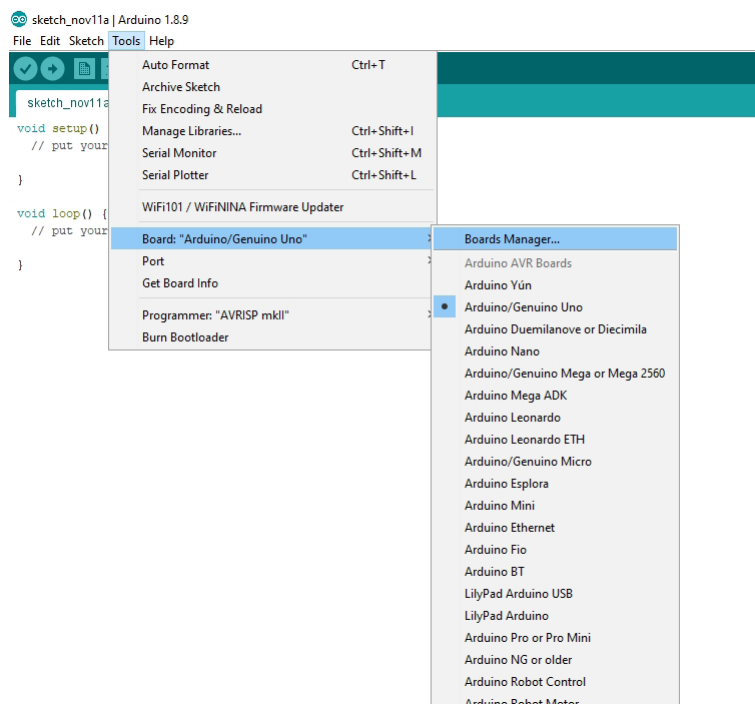 sketch_nov11a | Arduino 1.8.9
File Edit Sketch Tools Help
sketch_nov11a
void setup()
// put your
}
void loop() {
// put your
}
Auto Format Ctrl+T
Archive Sketch
Fix Encoding & Reload
Manage Libraries... Ctrl+Shift+I
Serial Monitor Ctrl+Shift+M
Serial Plotter Ctrl+Shift+L
WiFi101 / WiFiNINA Firmware Updater
Board: "Arduino/Genuino Uno"
Port
Get Board Info
Programmer: "AVRISP mkII"
Burn Bootloader
Boards Manager...
Arduino AVR Boards
Arduino Yún
Arduino/Genuino Uno
Arduino Duemilanove or Diecimila
Arduino Nano
Arduino/Genuino Mega or Mega 2560
Arduino Mega ADK
Arduino Leonardo
Arduino Leonardo ETH
Arduino/Genuino Micro
Arduino Esplora
Arduino Mini
Arduino Ethernet
Arduino Fio
Arduino BT
LilyPad Arduino USB
LilyPad Arduino
Arduino Pro or Pro Mini
Arduino NG or older
Arduino Robot Control
Arduino Robot Motor